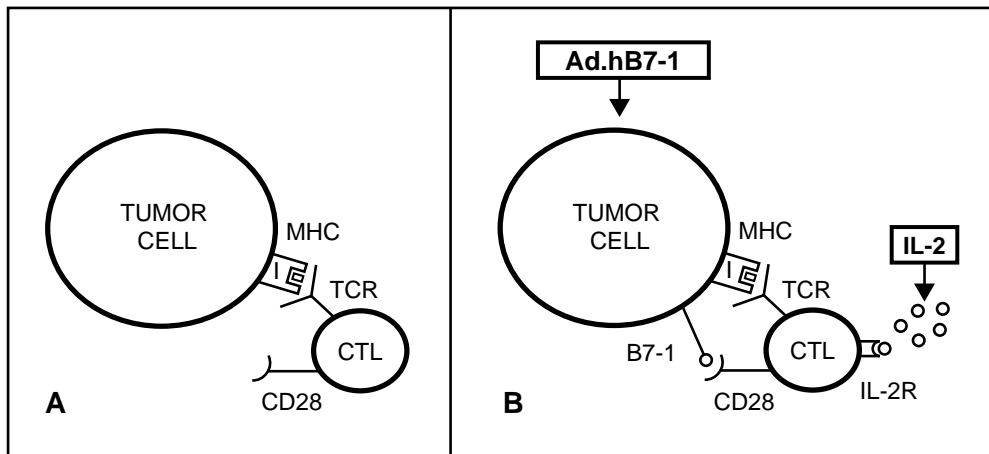 TUMOR
CELL
MHC
I
TCR
CTL
CD28
A
Ad.hB7-1
TUMOR
CELL
MHC
I
IL-2
TCR
B7-1
CTL
IL-2R
CD28
B